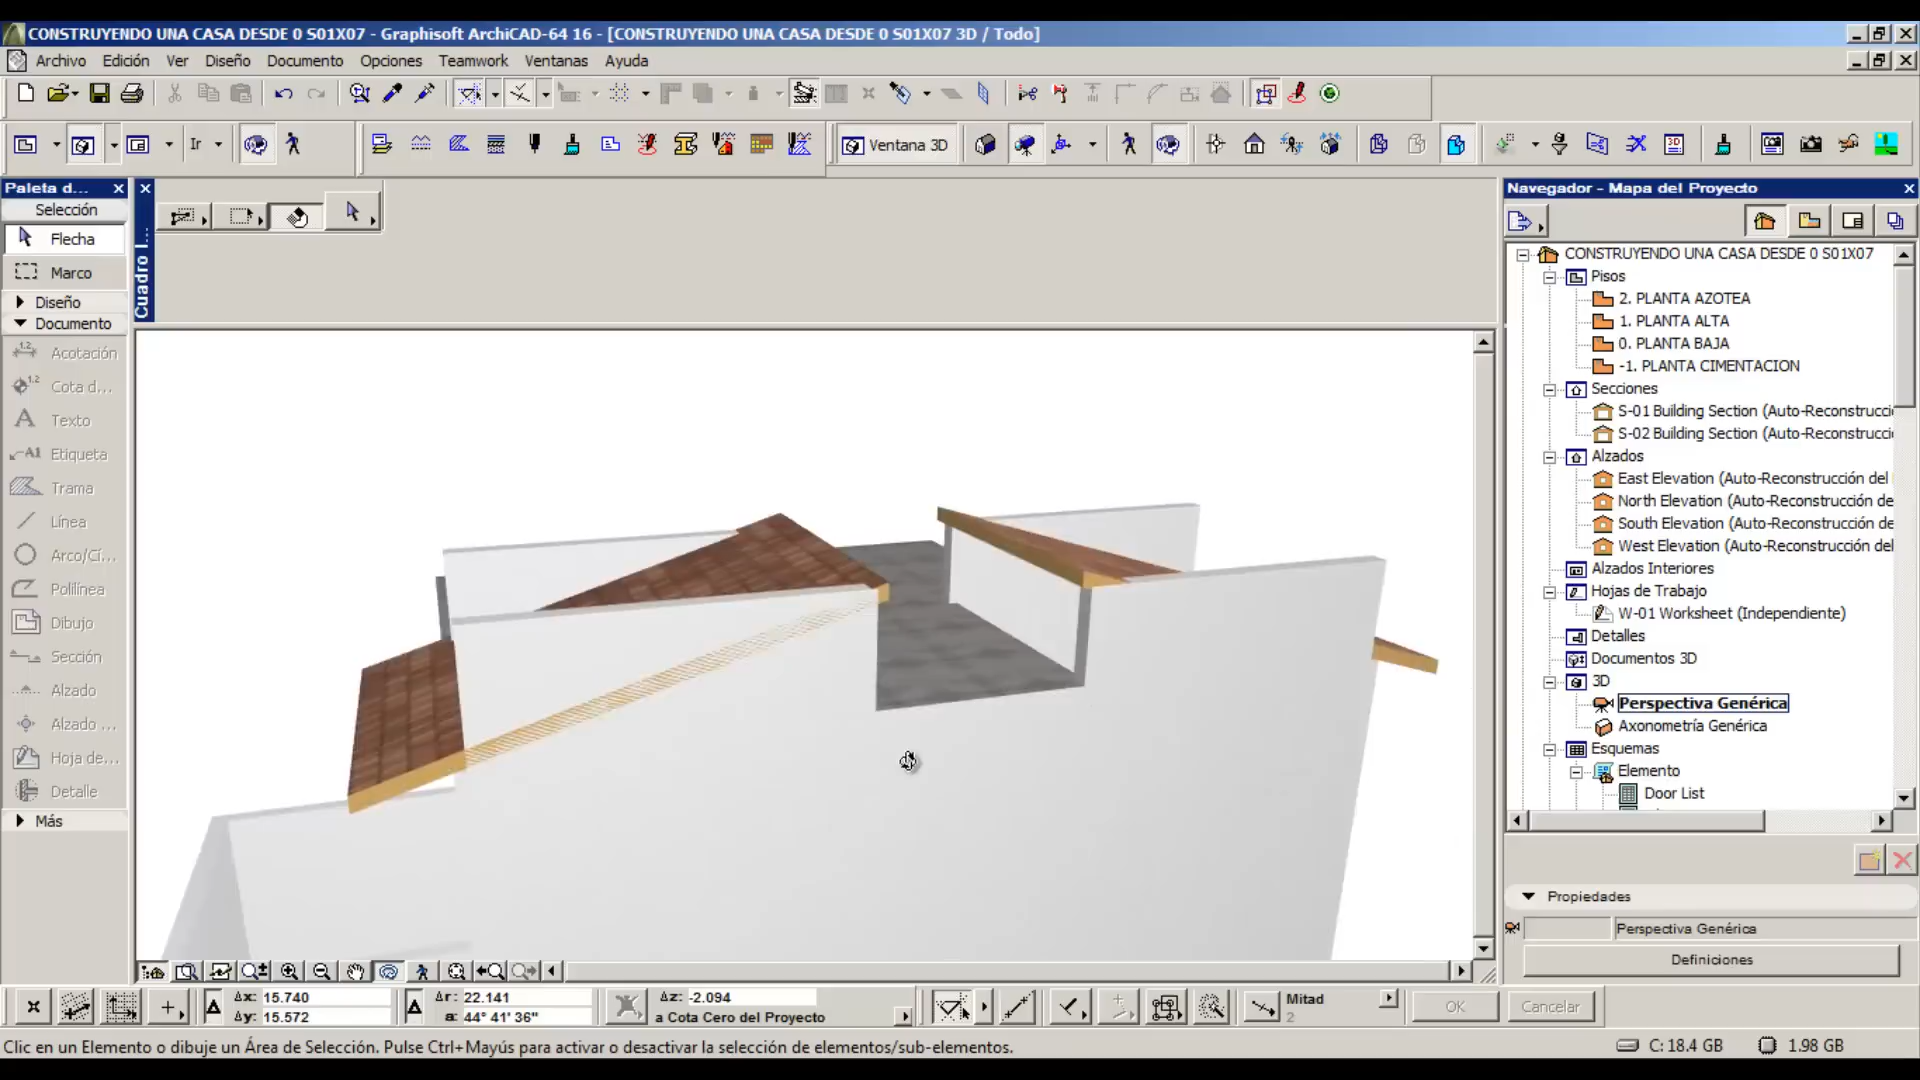 CONSTRUYENDO UNA CASA DESDE 0 S01X07 - Graphisoft ArchiCAD-64 16 - [CONSTRUYENDO UNA CASA DESDE 0 S01X07 3D / Todo]
Archivo Edición Ver Diseño Documento Opciones Teamwork Ventanas Ayuda
Ir
Ventana 3D
Paleta d...
Selección
Flecha
Marco
Diseño
Documento
Acotación
Cota d...
Texto
Etiqueta
Trama
Línea
Arco/Cí...
Polilínea
Dibujo
Sección
Alzado
Alzado ...
Hoja de...
Detalle
Más
Cuadro I...
Navegador - Mapa del Proyecto
CONSTRUYENDO UNA CASA DESDE 0 S01X07
Pisos
2. PLANTA AZOTEA
1. PLANTA ALTA
0. PLANTA BAJA
-1. PLANTA CIMENTACION
Secciones
S-01 Building Section (Auto-Reconstrucci
S-02 Building Section (Auto-Reconstrucci
Alzados
East Elevation (Auto-Reconstrucción del
North Elevation (Auto-Reconstrucción de
South Elevation (Auto-Reconstrucción de
West Elevation (Auto-Reconstrucción del
Alzados Interiores
Hojas de Trabajo
W-01 Worksheet (Independiente)
Detalles
Documentos 3D
3D
Perspectiva Genérica
Axonometría Genérica
Esquemas
Elemento
Door List
Propiedades
Perspectiva Genérica
Definiciones
Δx: 15.740
Δy: 15.572
Δr: 22.141
a: 44° 41' 36"
Δz: -2.094
a Cota Cero del Proyecto
Mitad
2
OK
Cancelar
Clic en un Elemento o dibuje un Área de Selección. Pulse Ctrl+Mayús para activar o desactivar la selección de elementos/sub-elementos.
C: 18.4 GB
1.98 GB